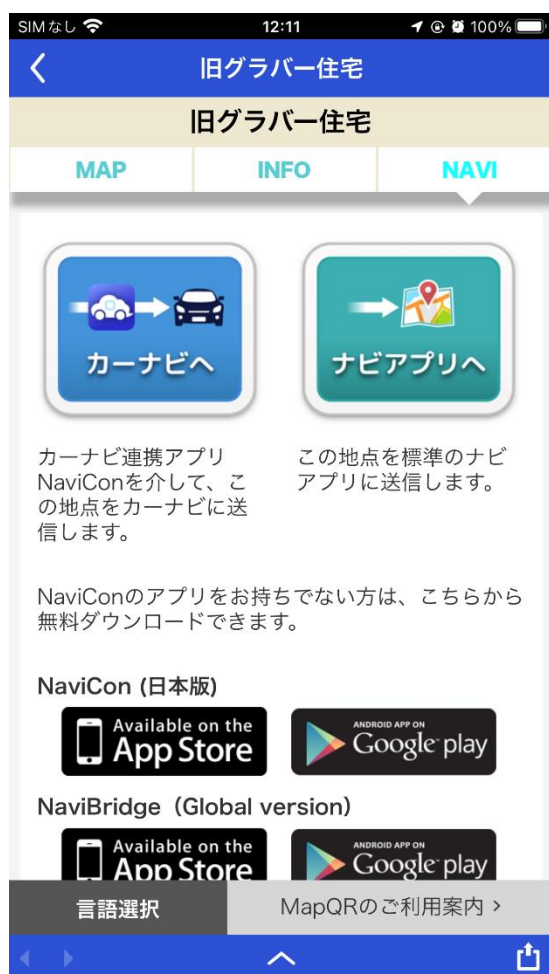 SIMなし 12:11 100%
旧グラバー住宅
旧グラバー住宅
MAP INFO NAVI
カーナビへ
ナビアプリへ
カーナビ連携アプリ
NaviConを介して、こ
の地点をカーナビに送
信します。
この地点を標準のナビ
アプリに送信します。
NaviConのアプリをお持ちでない方は、こちらから
無料ダウンロードできます。
NaviCon (日本版)
Available on the
App Store
ANDROID APP ON
Google play
NaviBridge（Global version）
Available on the
App Store
ANDROID APP ON
Google play
言語選択 MapQRのご利用案内 >